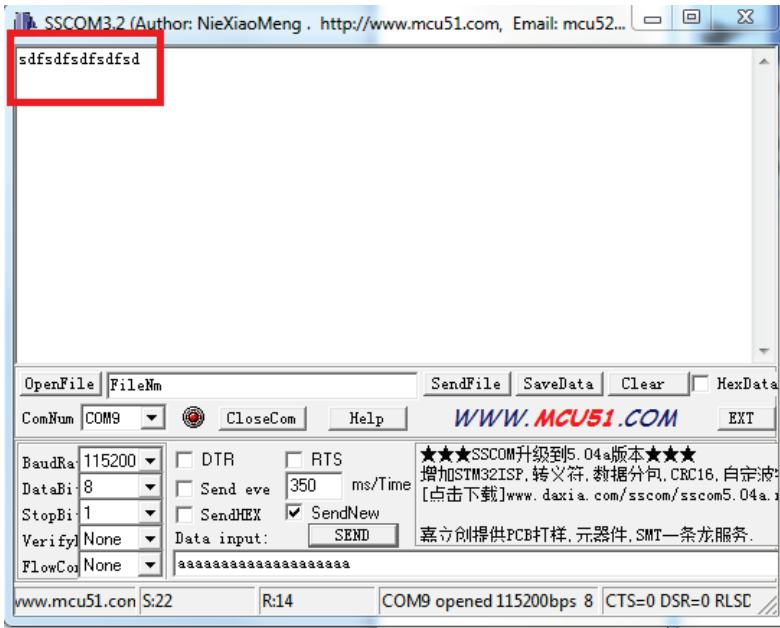 SSCOM3.2 (Author: NieXiaoMeng . http://www.mcu51.com, Email: mcu52...
sdfsdfsdfsdfsd
OpenFile FileNm SendFile SaveData Clear HexData
ComNum COM9 CloseCom Help WWW.MCU51.COM EXT
BaudRa 115200 DTR RTS
DataBi 8 Send eve 350 ms/Time
StopBi 1 SendHEX SendNew
Verifyl None Data input: SEND
FlowCo None aaaaaaaaaaaaaaaaaaaa
★★★SSCOM升级到5.04a版本★★★
增加STM32ISP,转义符,数据分包,CRC16,自定波
[点击下载]www.daxia.com/sscom/sscom5.04a.
嘉立创提供PCB打样,元器件,SMT一条龙服务.
www.mcu51.con S:22 R:14 COM9 opened 115200bps 8 CTS=0 DSR=0 RLSD